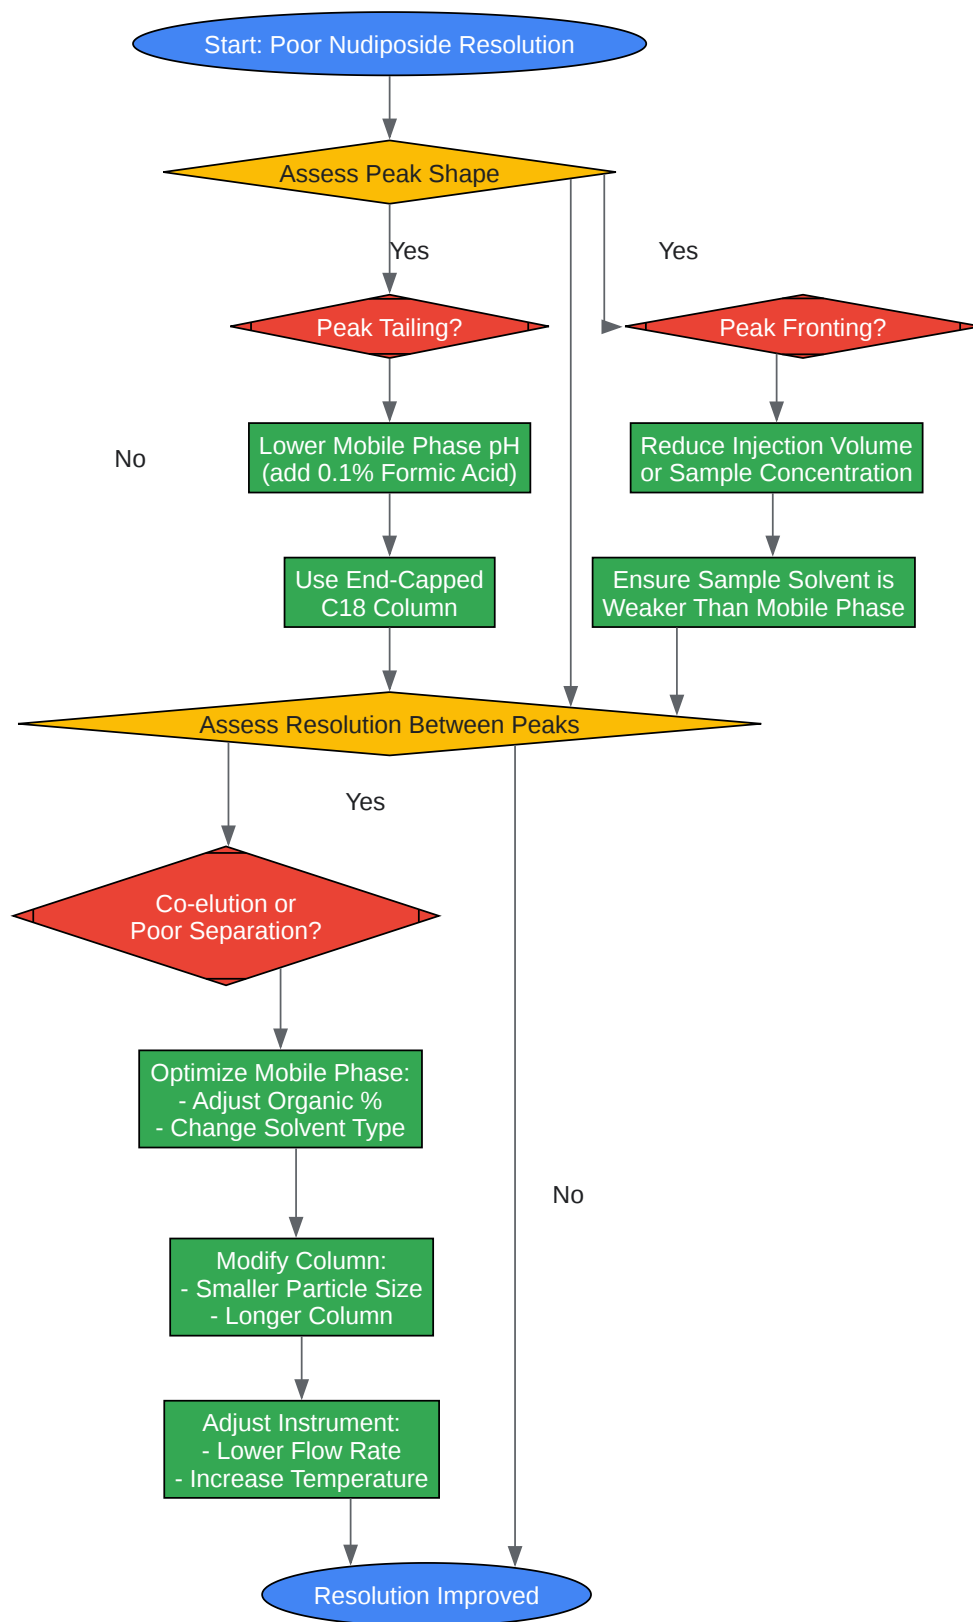 Start: Poor Nudiposide Resolution
Assess Peak Shape
Yes
Yes
Peak Tailing?
Peak Fronting?
No
Lower Mobile Phase pH
(add 0.1% Formic Acid)
Reduce Injection Volume
or Sample Concentration
Use End-Capped
C18 Column
Ensure Sample Solvent is
Weaker Than Mobile Phase
Assess Resolution Between Peaks
Yes
Co-elution or
Poor Separation?
Optimize Mobile Phase:
- Adjust Organic %
- Change Solvent Type
No
Modify Column:
- Smaller Particle Size
- Longer Column
Adjust Instrument:
- Lower Flow Rate
- Increase Temperature
Resolution Improved